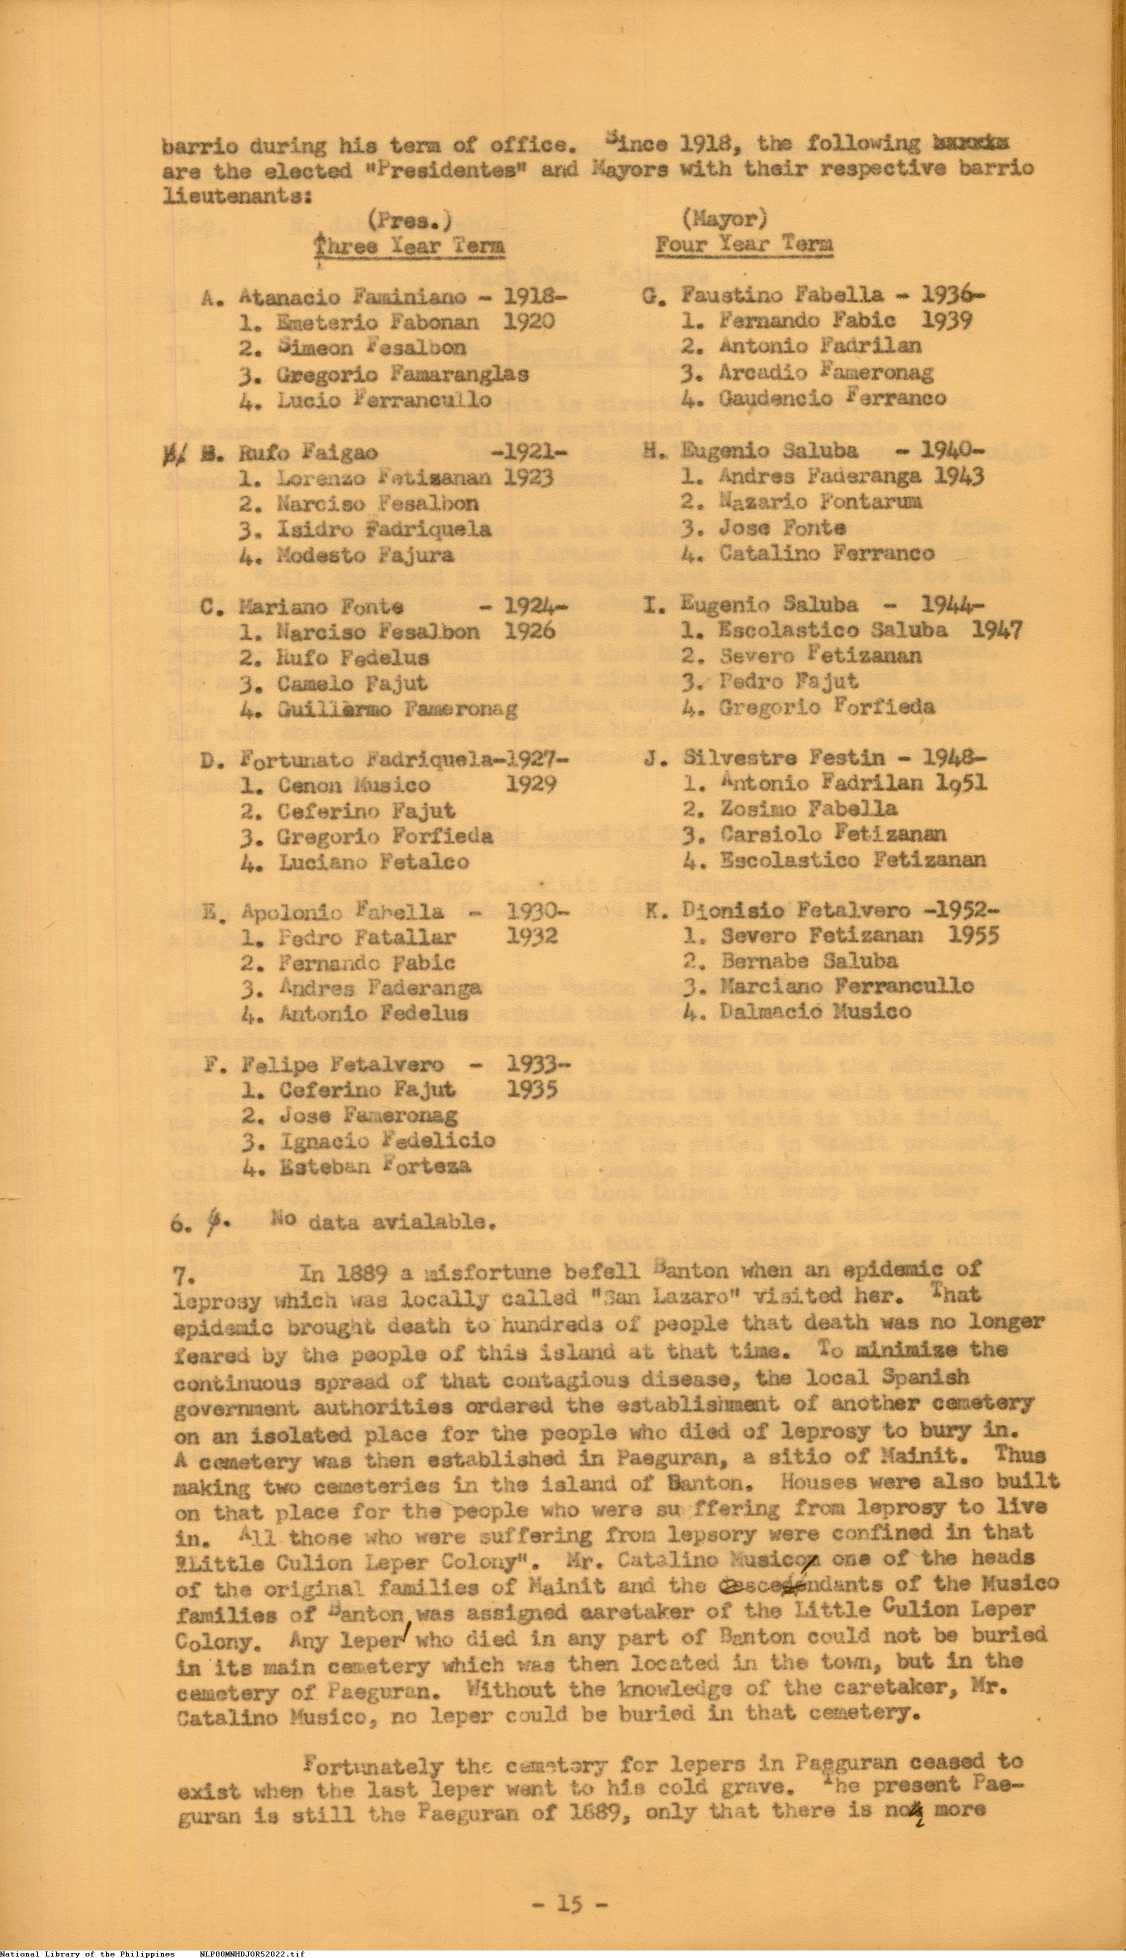 barrio during his term of office. Since 1918, the following
are the elected "Presidentes" and Mayors with their respective barrio
lieutenants:
(Pres.)
Three Year Term
A. Atanacio Faminiano - 1918-
1. Emeterio Fabonan 1920
2. Simeon Fesalbon
3. Gregorio Famaranglas
4. Lucio Ferrancullo
B. Rufo Faigao -1921-
1. Lorenzo Fetizanan 1923
2. Narciso Fesalbon
3. Isidro Fadriquela
4. Modesto Fajura
C. Mariano Fonte - 1924-
1. Narciso Fesalbon 1926
2. Rufo Fedelus
3. Camelo Fajut
4. Guillermo Fameronag
D. Fortunato Fadriquela-1927-
1. Cenon Musico 1929
2. Ceferino Fajut
3. Gregorio Forfieda
4. Luciano Fetalco
E. Apolonio Fabella - 1930-
1. Pedro Fatallar 1932
2. Fernando Fabic
3. Andres Faderanga
4. Antonio Fedelus
F. Felipe Fetalvero - 1933-
1. Ceferino Fajut 1935
2. Jose Fameronag
3. Ignacio Fedelicio
4. Esteban Forteza
(Mayor)
Four Year Term
G. Faustino Fabella - 1936-
1. Fernando Fabic 1939
2. Antonio Fadrilan
3. Arcadio Fameronag
4. Gaudencio Ferranco
H. Eugenio Saluba - 1940-
1. Andres Faderanga 1943
2. Nazario Fontarum
3. Jose Fonte
4. Catalino Ferranco
I. Eugenio Saluba - 1944-
1. Escolastico Saluba 1947
2. Severo Fetizanan
3. Pedro Fajut
4. Gregorio Forfieda
J. Silvestre Festin - 1948-
1. Antonio Fadrilan 1951
2. Zosimo Fabella
3. Carsiolo Fetizanan
4. Escolastico Fetizanan
K. Dionisio Fetalvero -1952-
1. Severo Fetizanan 1955
2. Bernabe Saluba
3. Marciano Ferrancullo
4. Dalmacio Musico
6. No data avialable.
7. In 1889 a misfortune befell Banton when an epidemic of
leprosy which was locally called "San Lazaro" visited her. That
epidemic brought death to hundreds of people that death was no longer
feared by the people of this island at that time. To minimize the
continuous spread of that contagious disease, the local Spanish
government authorities ordered the establishment of another cemetery
on an isolated place for the people who died of leprosy to bury in.
A cemetery was then established in Paeguran, a sitio of Mainit. Thus
making two cemeteries in the island of Banton. Houses were also built
on that place for the people who were su ffering from leprosy to live
in. All those who were suffering from lepsory were confined in that
"Little Culion Leper Colony". Mr. Catalino Musico, one of the heads
of the original families of Mainit and the descendants of the Musico
families of Banton, was assigned aaretaker of the Little Culion Leper
Colony. Any leper who died in any part of Banton could not be buried
in its main cemetery which was then located in the town, but in the
cemetery of Paeguran. Without the knowledge of the caretaker, Mr.
Catalino Musico, no leper could be buried in that cemetery.
Fortunately the cemetary for lepers in Paeguran ceased to
exist when the last leper went to his cold grave. The present Pae-
guran is still the Paeguran of 1889, only that there is no more
- 15 -
National Library of the Philippines NLPOOMNHDJOR52022.tif